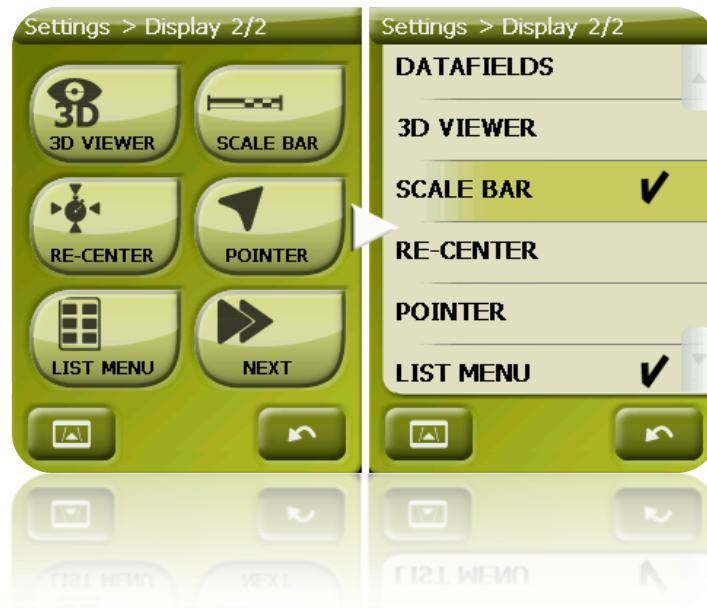 Settings > Display 2/2
3D
3D VIEWER
SCALE BAR
RE-CENTER
POINTER
LIST MENU
NEXT
Settings > Display 2/2
DATAFIELDS
3D VIEWER
SCALE BAR
RE-CENTER
POINTER
LIST MENU